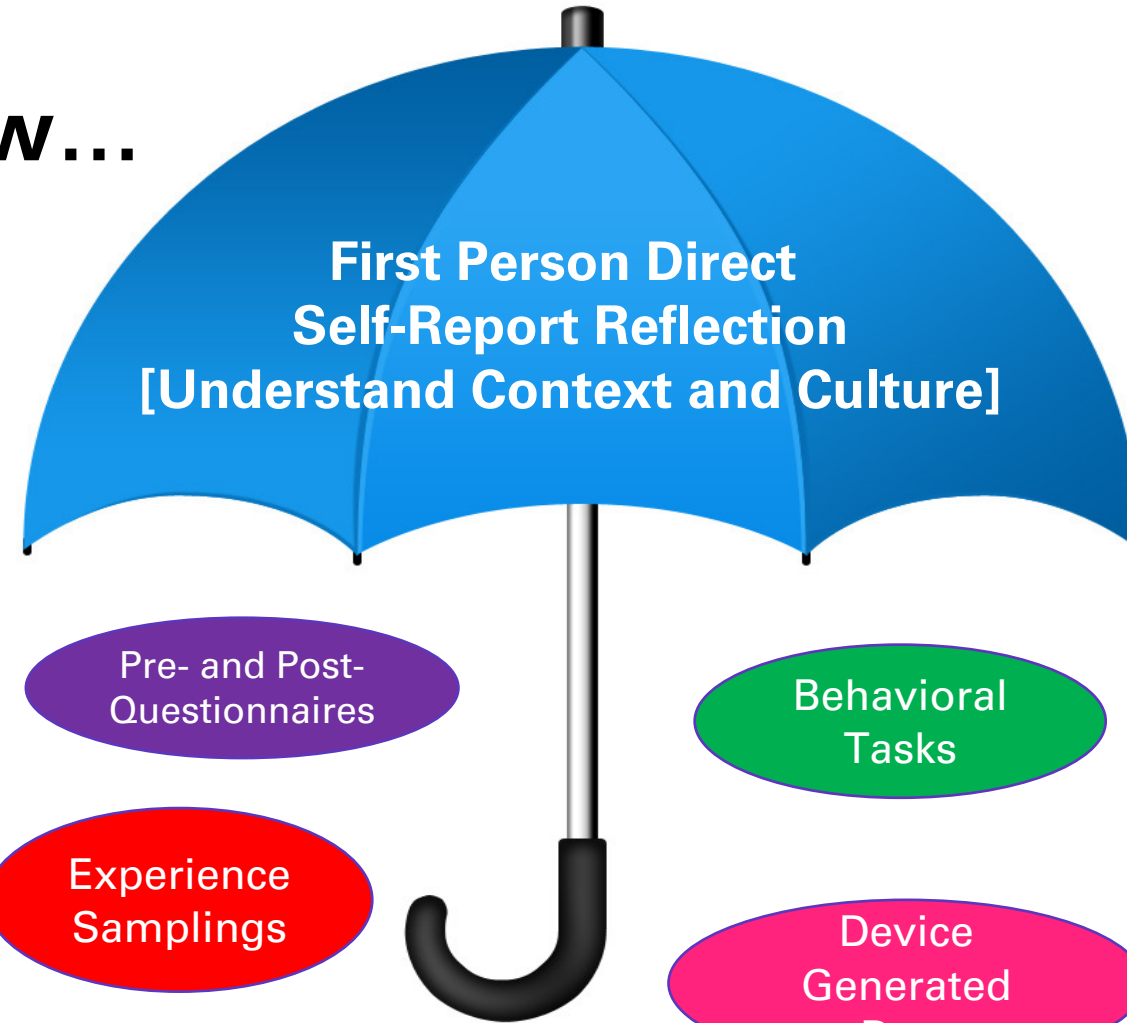 First Person Direct
Self-Report Reflection
[Understand Context and Culture]
Pre- and Post-
Questionnaires
Behavioral
Tasks
Experience
Samplings
Device
Generated